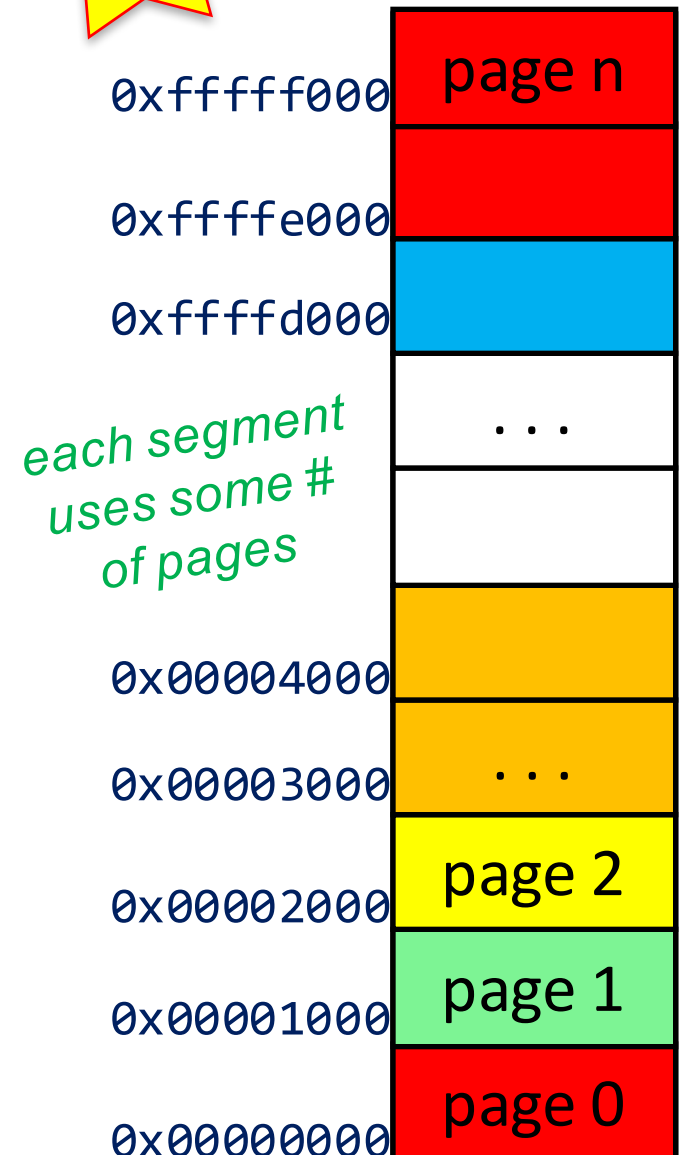 page n
0xfffff000
0xffffe000
0xffffd000
...
each segment
uses some #
of pages
0x00004000
...
0x00003000
page 2
0x00002000
page 1
0x00001000
page 0
0x00000000